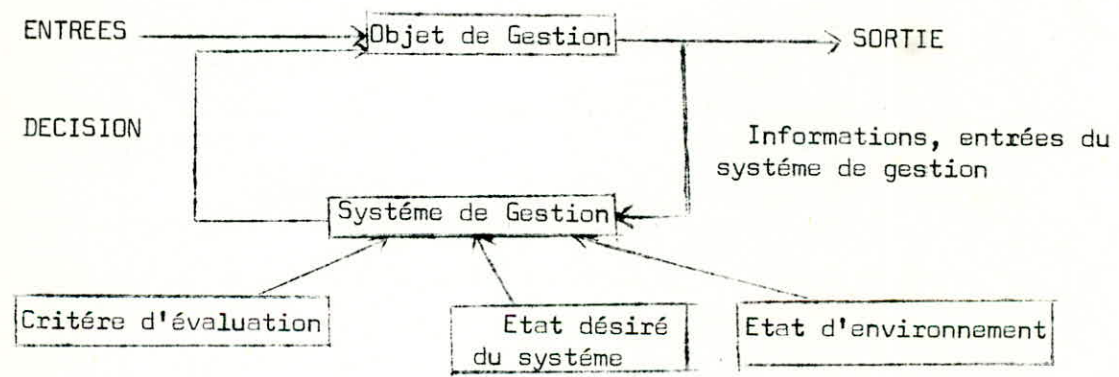 ENTREES
Objet de Gestion
SORTIE
DECISION
Informations, entrées du
systéme de gestion
Systéme de Gestion
Critére d'évaluation
Etat désiré
du systéme
Etat d'environnement